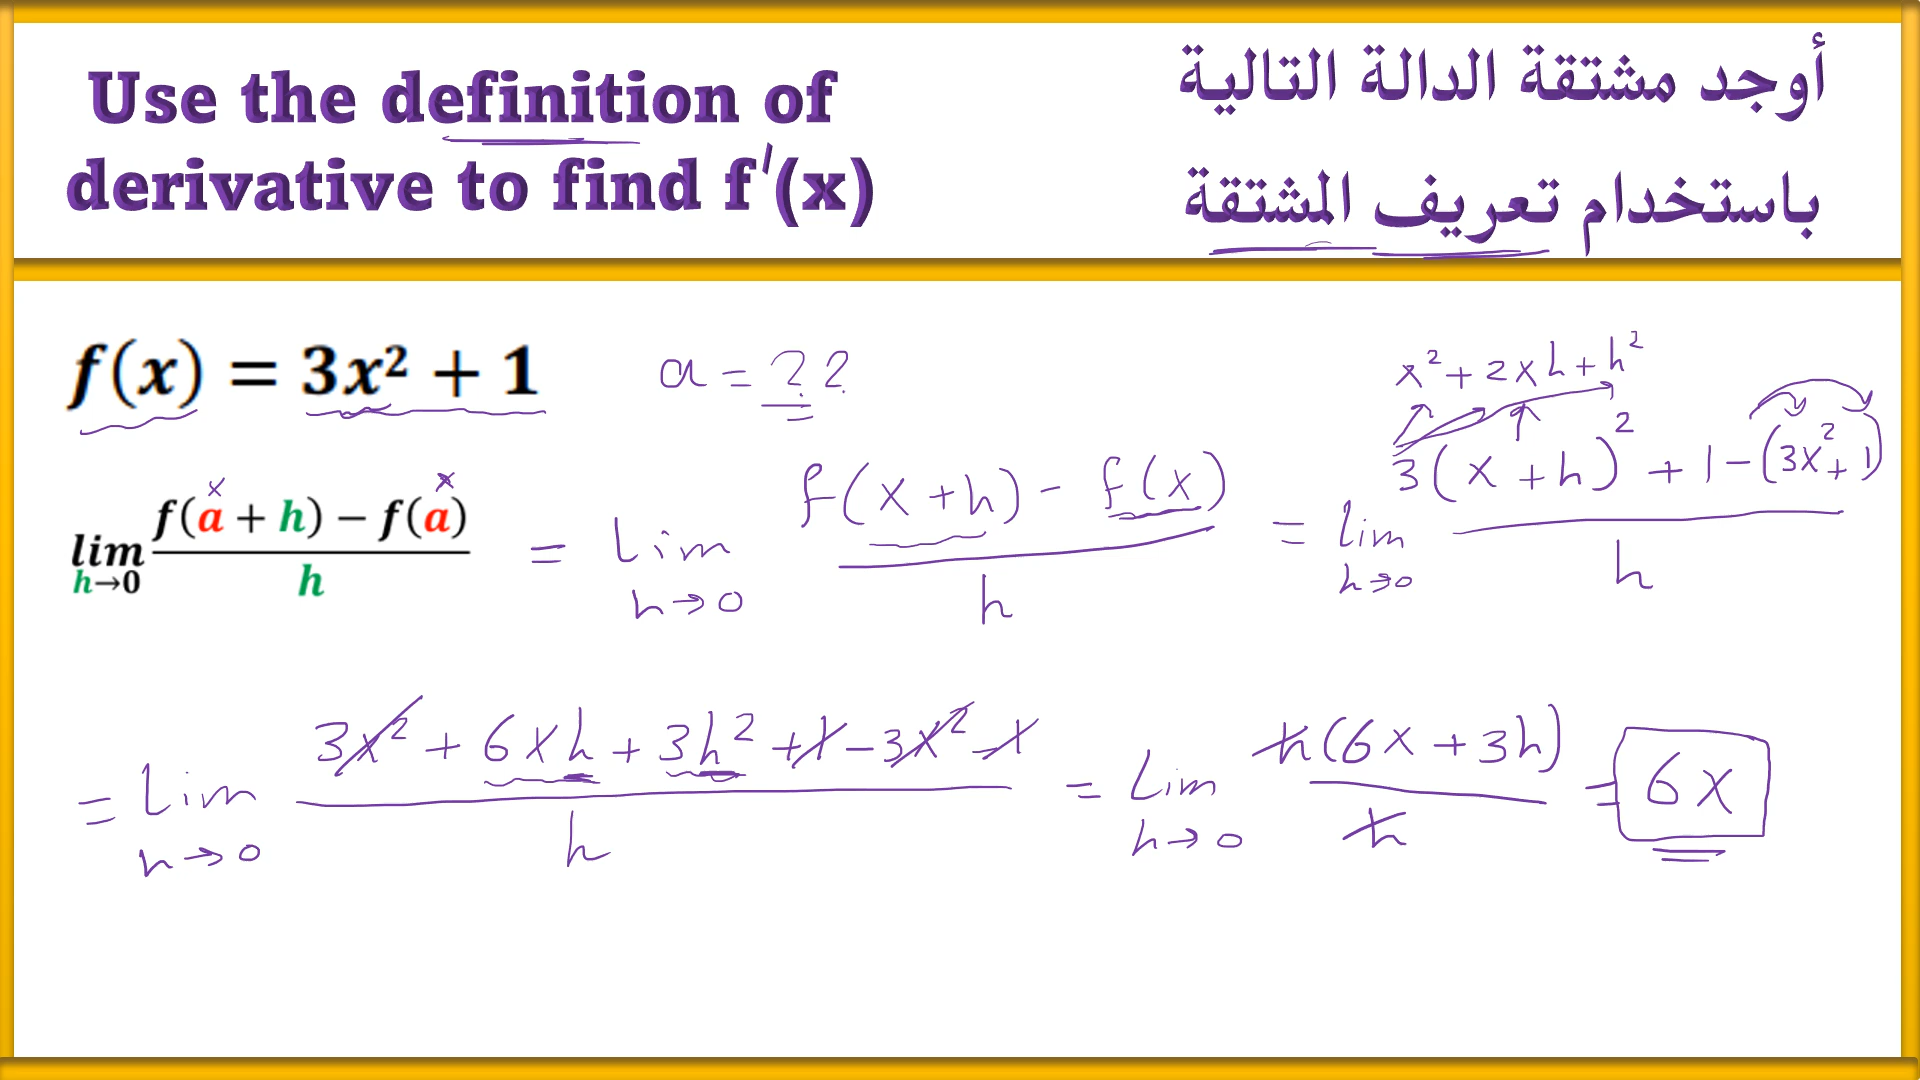 Use the definition of
derivative to find f'(x)
أوجد مشتقة الدالة التالية
باستخدام تعريف المشتقة
f(x) = 3x² + 1
a = ??
x² + 2xh + h²
x x
lim h→0 f(a + h) − f(a) / h
= Lim h→0 f(x+h) - f(x) / h
= lim h→0 3(x+h)² + 1 - (3x² + 1) / h
= Lim h→0 3x² + 6xh + 3h² + 1 - 3x² - 1 / h
= Lim h→0 h(6x + 3h) / h
= 6x